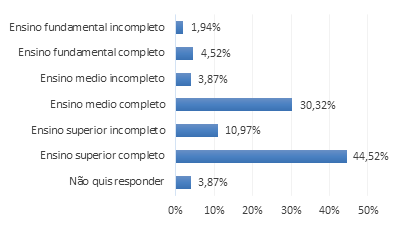 Ensino fundamental incompleto 1,94%
Ensino fundamental completo 4,52%
Ensino medio incompleto 3,87%
Ensino medio completo 30,32%
Ensino superior incompleto 10,97%
Ensino superior completo 44,52%
Não quis responder 3,87%
0% 10% 20% 30% 40% 50%